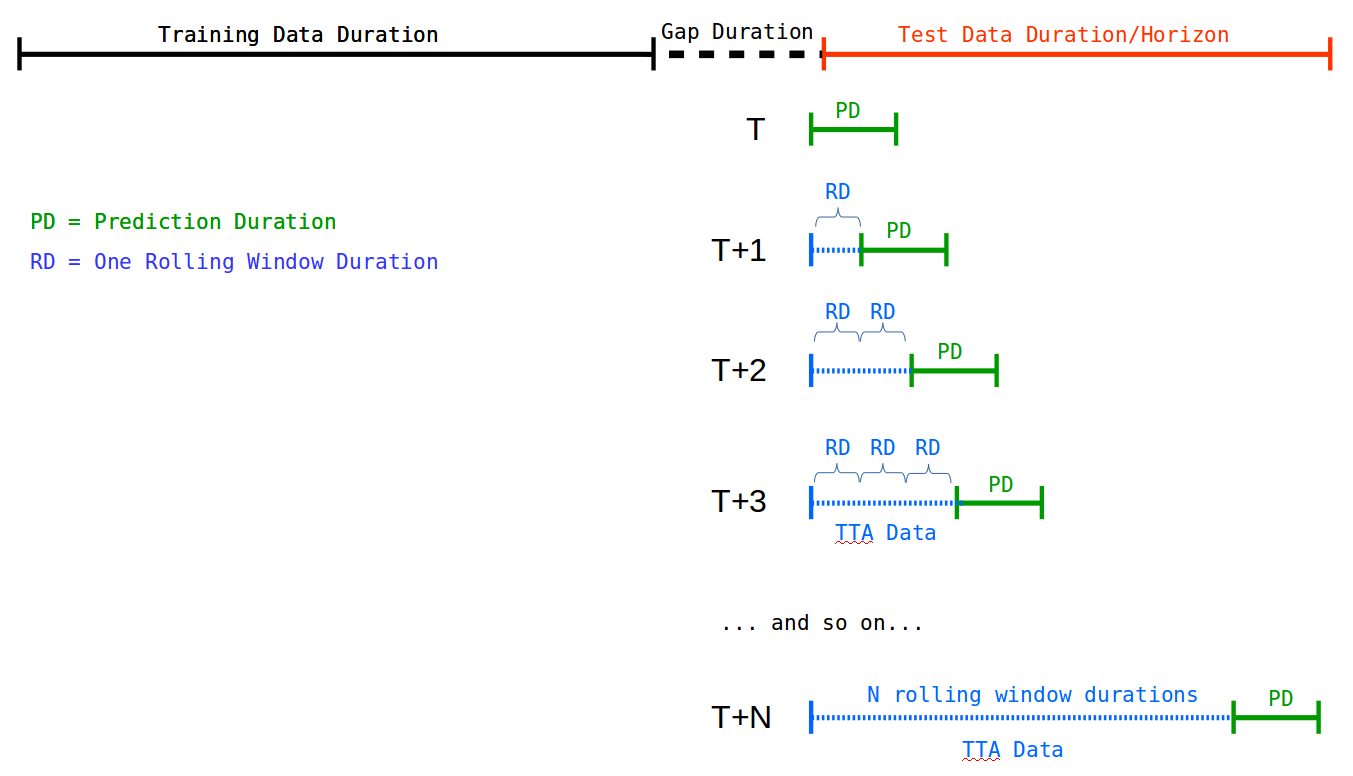 Training Data Duration
Gap Duration
Test Data Duration/Horizon
PD
T
RD
PD = Prediction Duration
PD
T+1
RD = One Rolling Window Duration
RD RD
PD
T+2
RD RD RD
PD
T+3
TTA Data
... and so on...
N rolling window durations
PD
T+N
TTA Data